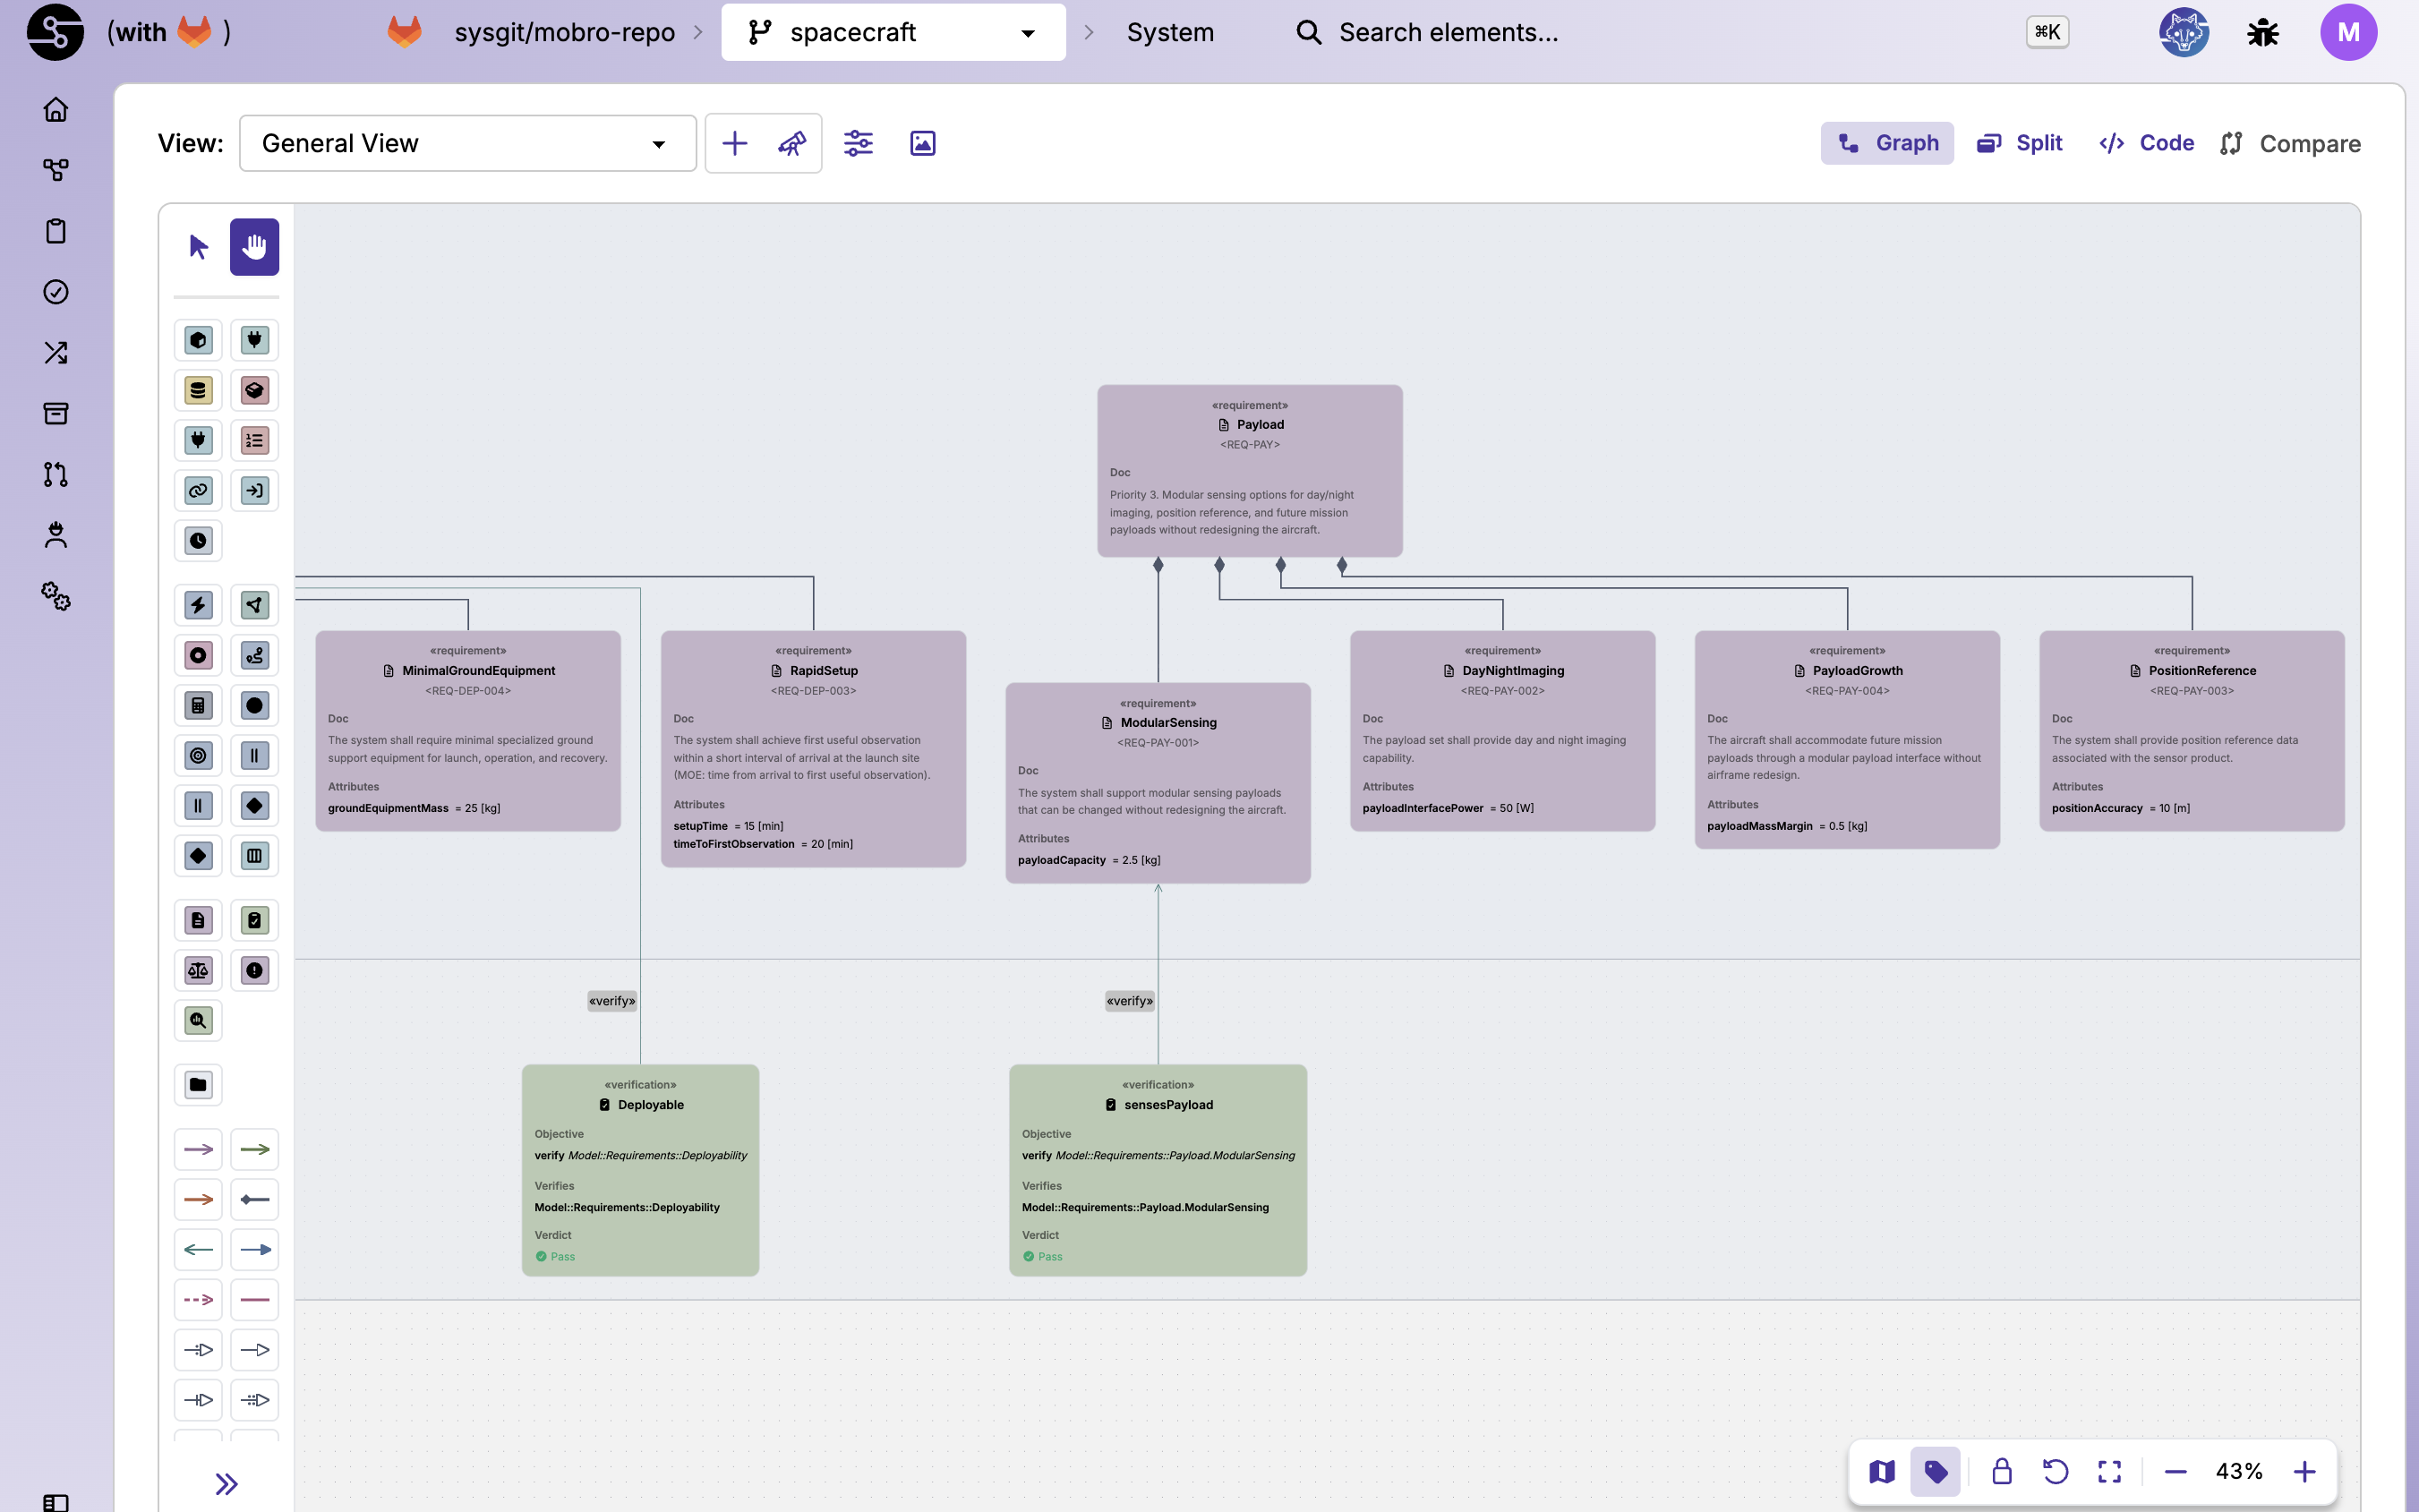 (with )
sysgit/mobro-repo
spacecraft
System
Search elements...
⌘K
M
View:
General View
Graph
Split
Code
Compare
«requirement»
Payload
<REQ-PAY>
Doc
Priority 3. Modular sensing options for day/night
imaging, position reference, and future mission
payloads without redesigning the aircraft.
«requirement»
MinimalGroundEquipment
<REQ-DEP-004>
Doc
The system shall require minimal specialized ground
support equipment for launch, operation, and recovery.
Attributes
groundEquipmentMass = 25 [kg]
«requirement»
RapidSetup
<REQ-DEP-003>
Doc
The system shall achieve first useful observation
within a short interval of arrival at the launch site
(MOE: time from arrival to first useful observation).
Attributes
setupTime = 15 [min]
timeToFirstObservation = 20 [min]
«requirement»
ModularSensing
<REQ-PAY-001>
Doc
The system shall support modular sensing payloads
that can be changed without redesigning the aircraft.
Attributes
payloadCapacity = 2.5 [kg]
«requirement»
DayNightImaging
<REQ-PAY-002>
Doc
The payload set shall provide day and night imaging
capability.
Attributes
payloadInterfacePower = 50 [W]
«requirement»
PayloadGrowth
<REQ-PAY-004>
Doc
The aircraft shall accommodate future mission
payloads through a modular payload interface without
airframe redesign.
Attributes
payloadMassMargin = 0.5 [kg]
«requirement»
PositionReference
<REQ-PAY-003>
Doc
The system shall provide position reference data
associated with the sensor product.
Attributes
positionAccuracy = 10 [m]
«verify»
«verify»
«verification»
Deployable
Objective
verify Model::Requirements::Deployability
Verifies
Model::Requirements::Deployability
Verdict
Pass
«verification»
sensesPayload
Objective
verify Model::Requirements::Payload.ModularSensing
Verifies
Model::Requirements::Payload.ModularSensing
Verdict
Pass
43%